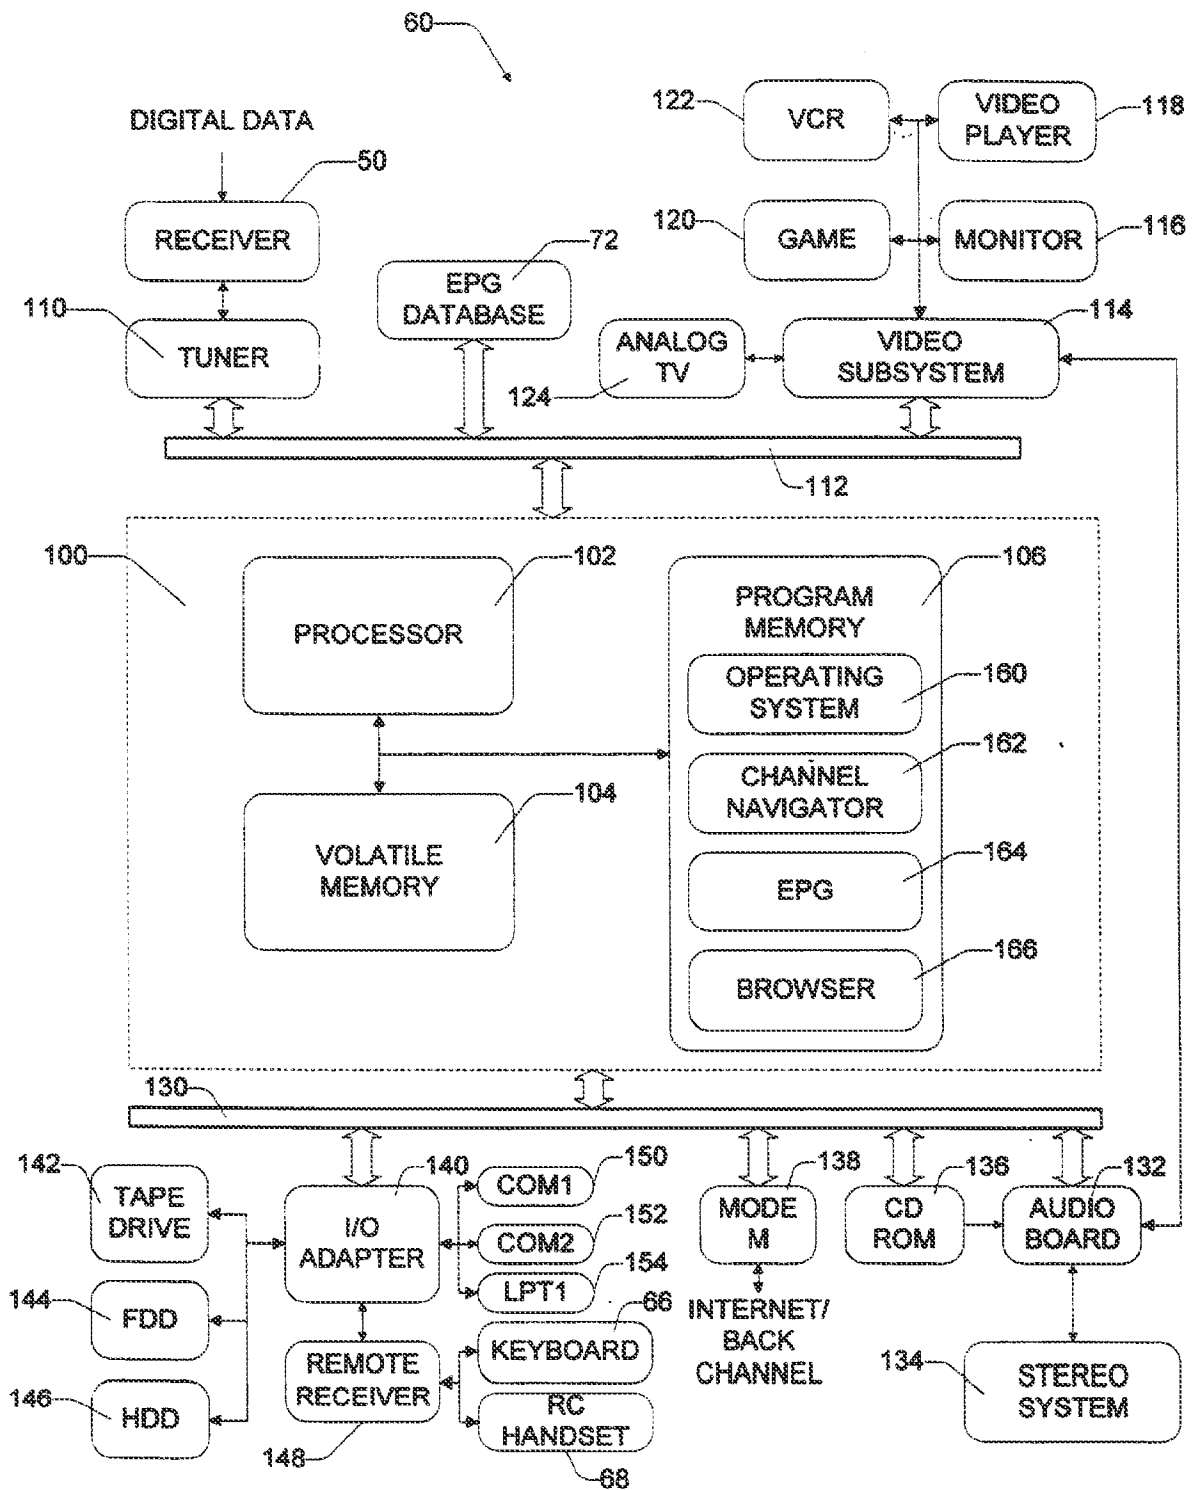 60
DIGITAL DATA
50
RECEIVER
110
TUNER
72
EPG
DATABASE
122
VCR
VIDEO
PLAYER
118
120
GAME
MONITOR
116
ANALOG
TV
124
VIDEO
SUBSYSTEM
114
112
100
102
PROCESSOR
104
VOLATILE
MEMORY
106
PROGRAM
MEMORY
OPERATING
SYSTEM
160
CHANNEL
NAVIGATOR
162
EPG
164
BROWSER
166
130
142
TAPE
DRIVE
144
FDD
146
HDD
140
I/O
ADAPTER
COM1
150
COM2
152
LPT1
154
REMOTE
RECEIVER
148
66
KEYBOARD
RC
HANDSET
68
138
MODE
M
INTERNET/
BACK
CHANNEL
136
CD
ROM
132
AUDIO
BOARD
134
STEREO
SYSTEM